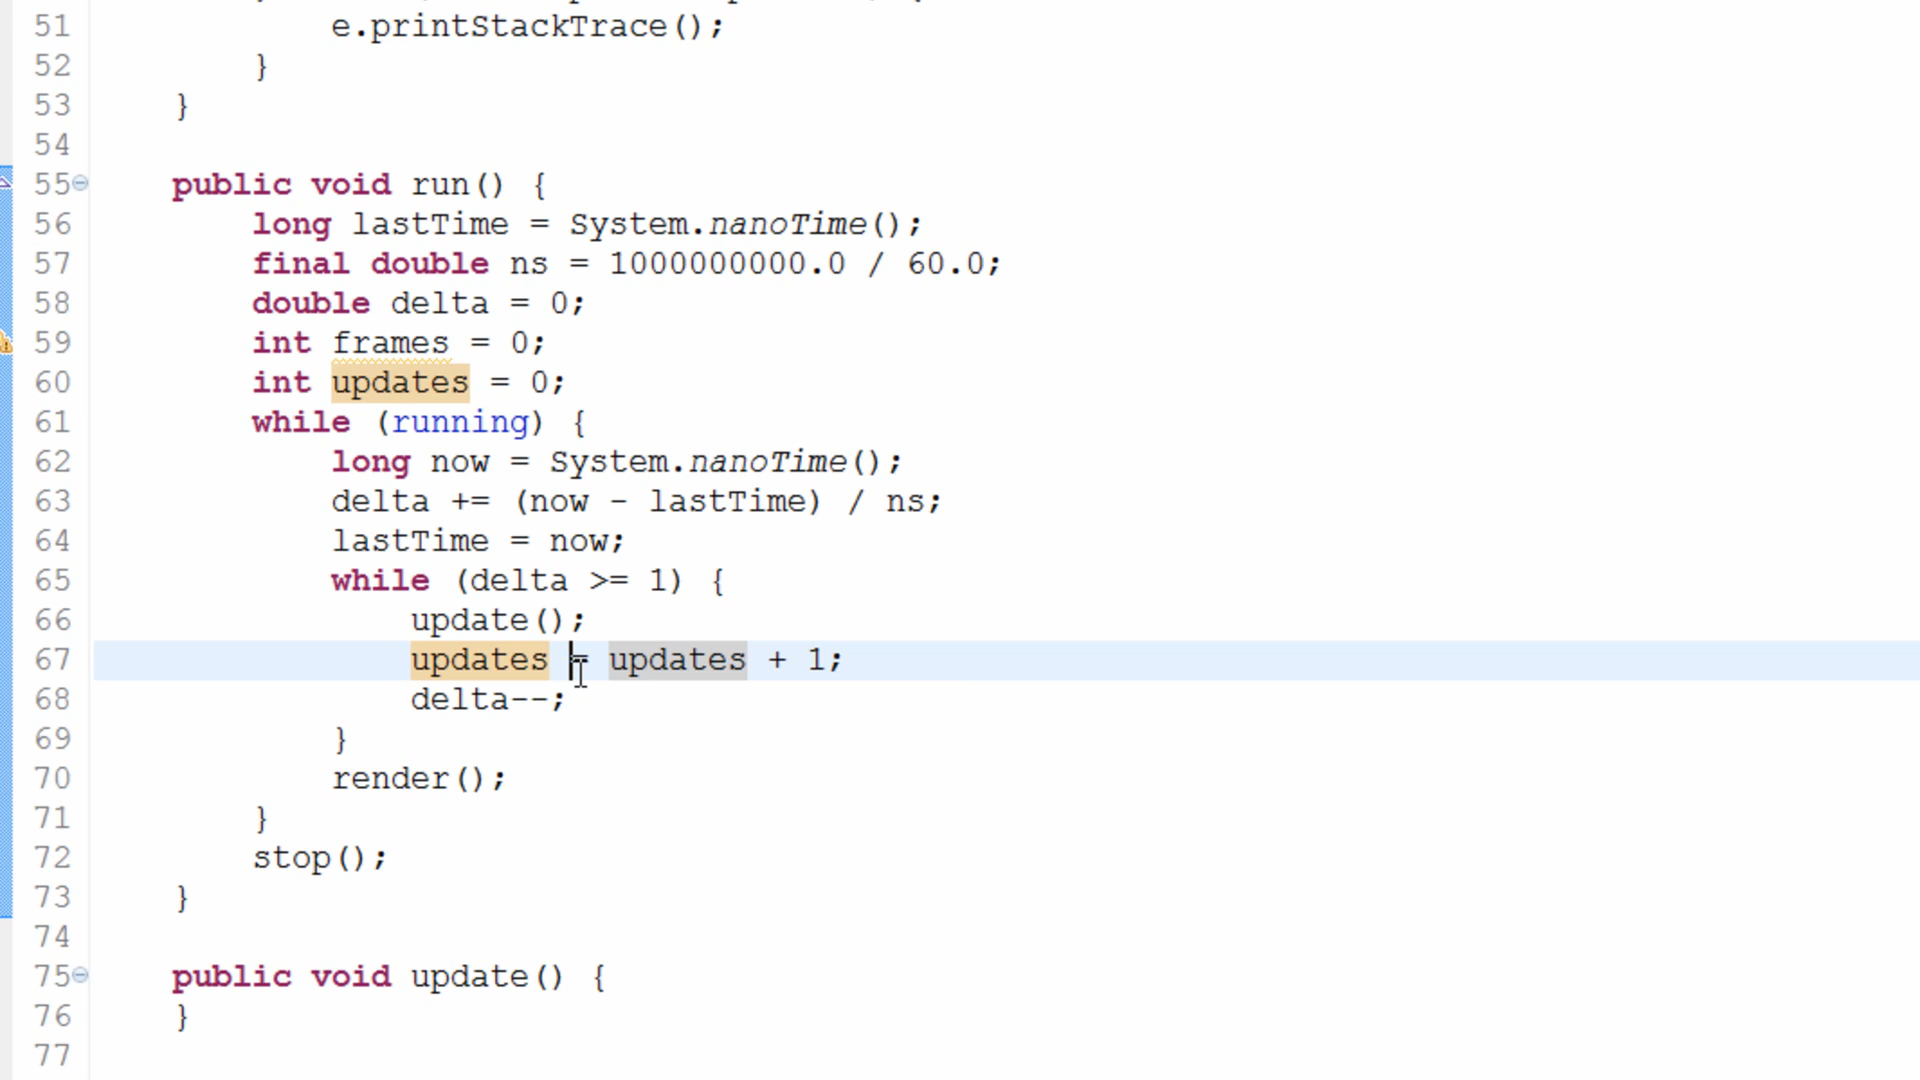 51 e.printStackTrace();
52 }
53 }
54
55 public void run() {
56 long lastTime = System.nanoTime();
57 final double ns = 1000000000.0 / 60.0;
58 double delta = 0;
59 int frames = 0;
60 int updates = 0;
61 while (running) {
62 long now = System.nanoTime();
63 delta += (now - lastTime) / ns;
64 lastTime = now;
65 while (delta >= 1) {
66 update();
67 updates = updates + 1;
68 delta--;
69 }
70 render();
71 }
72 stop();
73 }
74
75 public void update() {
76 }
77